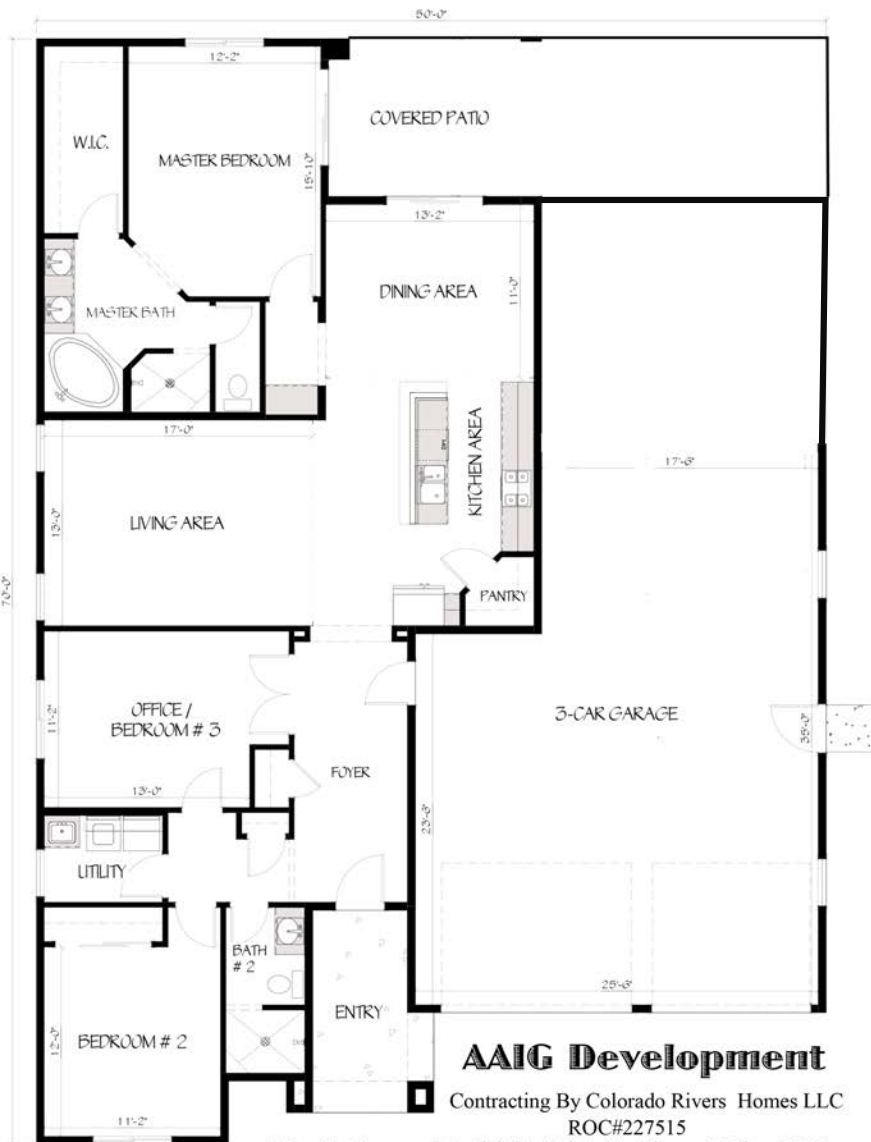 50'-0"
12'-2"
COVERED PATIO
W.I.C.
MASTER BEDROOM
15'-10"
13'-2"
DINING AREA
11'-0"
MASTER BATH
17'-0"
KITCHEN AREA
17'-6"
LIVING AREA
13'-0"
70'-0"
PANTRY
OFFICE /
BEDROOM # 3
11'-2"
3-CAR GARAGE
35'-0"
FOYER
13'-0"
23'-6"
UTILITY
BATH
# 2
25'-6"
ENTRY
BEDROOM # 2
12'-0"
11'-2"
AAIG Development
Contracting By Colorado Rivers Homes LLC
ROC#227515